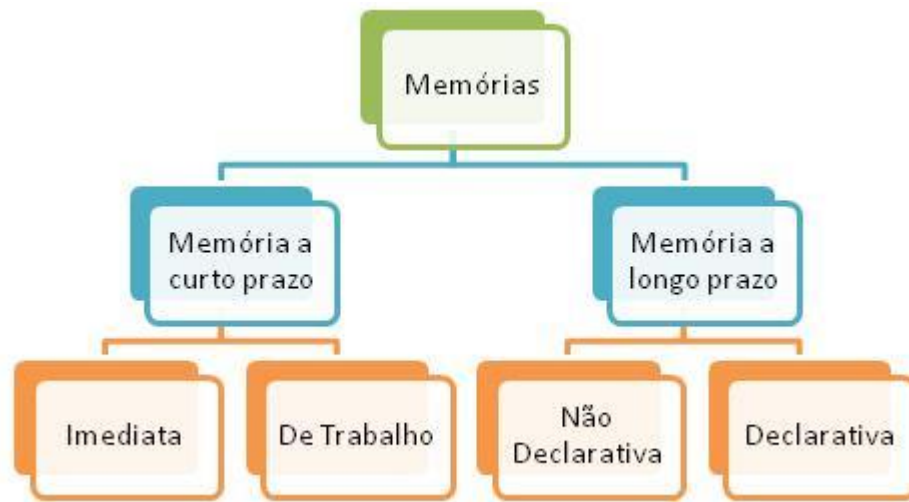 Memórias
Memória a
curto prazo
Memória a
longo prazo
Imediata
De Trabalho
Não
Declarativa
Declarativa